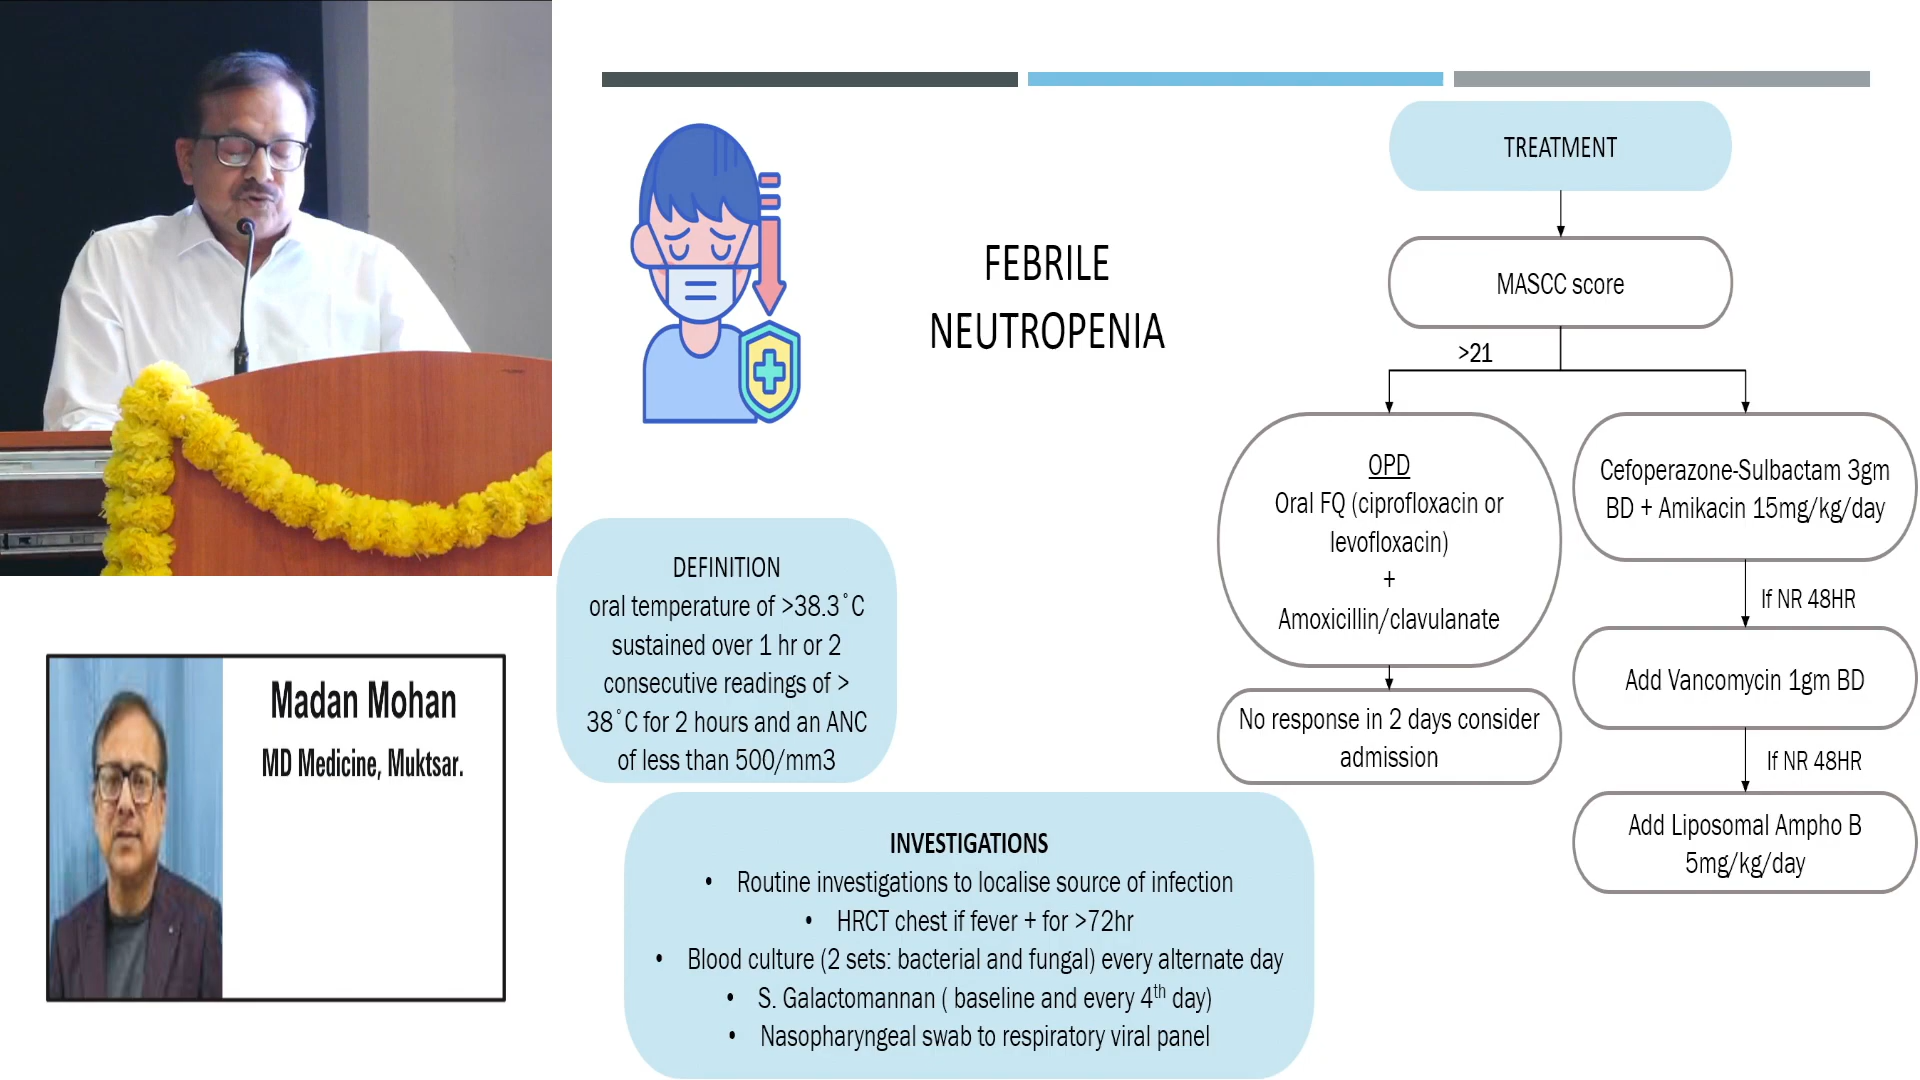 FEBRILE
NEUTROPENIA
DEFINITION
oral temperature of >38.3˚C
sustained over 1 hr or 2
consecutive readings of >
38˚C for 2 hours and an ANC
of less than 500/mm3
INVESTIGATIONS
• Routine investigations to localise source of infection
• HRCT chest if fever + for >72hr
• Blood culture (2 sets: bacterial and fungal) every alternate day
• S. Galactomannan ( baseline and every 4th day)
• Nasopharyngeal swab to respiratory viral panel
TREATMENT
MASCC score
>21
OPD
Oral FQ (ciprofloxacin or
levofloxacin)
+
Amoxicillin/clavulanate
No response in 2 days consider
admission
Cefoperazone-Sulbactam 3gm
BD + Amikacin 15mg/kg/day
If NR 48HR
Add Vancomycin 1gm BD
If NR 48HR
Add Liposomal Ampho B
5mg/kg/day
Madan Mohan
MD Medicine, Muktsar.